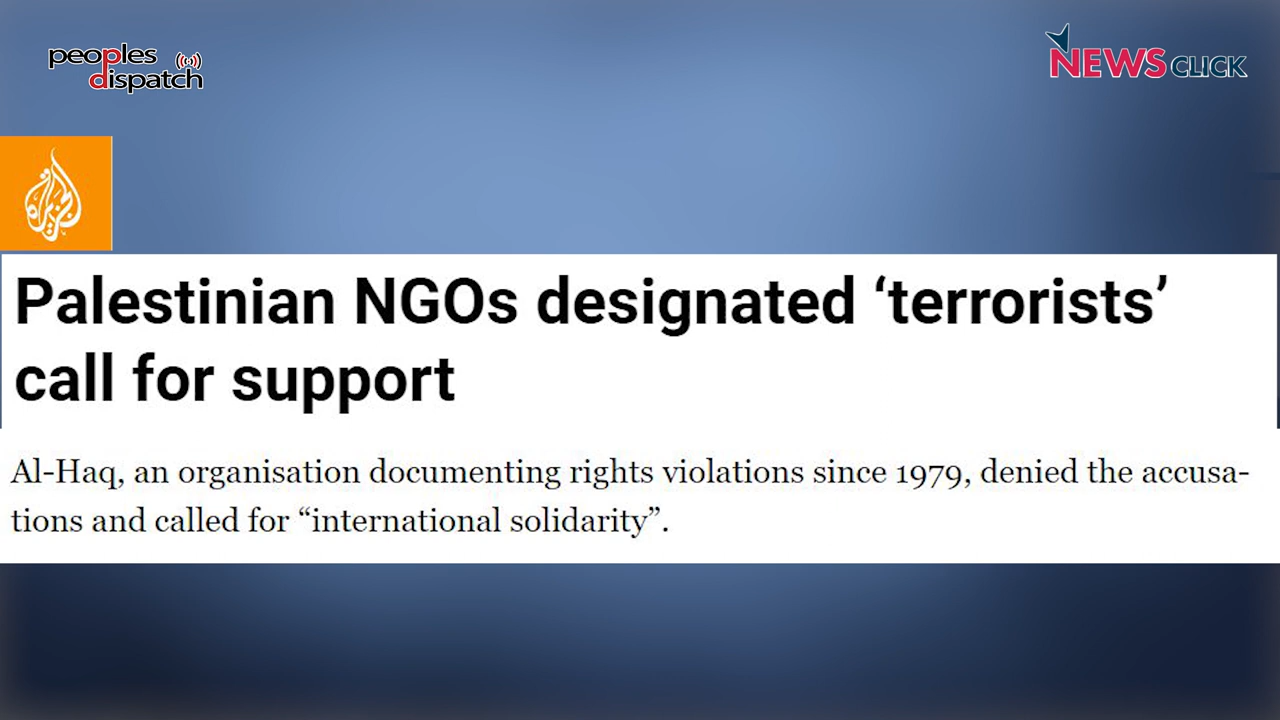 peoples
dispatch
NEWSCLICK
الجزيرة
Palestinian NGOs designated ‘terrorists’
call for support
Al-Haq, an organisation documenting rights violations since 1979, denied the accusa-
tions and called for “international solidarity”.